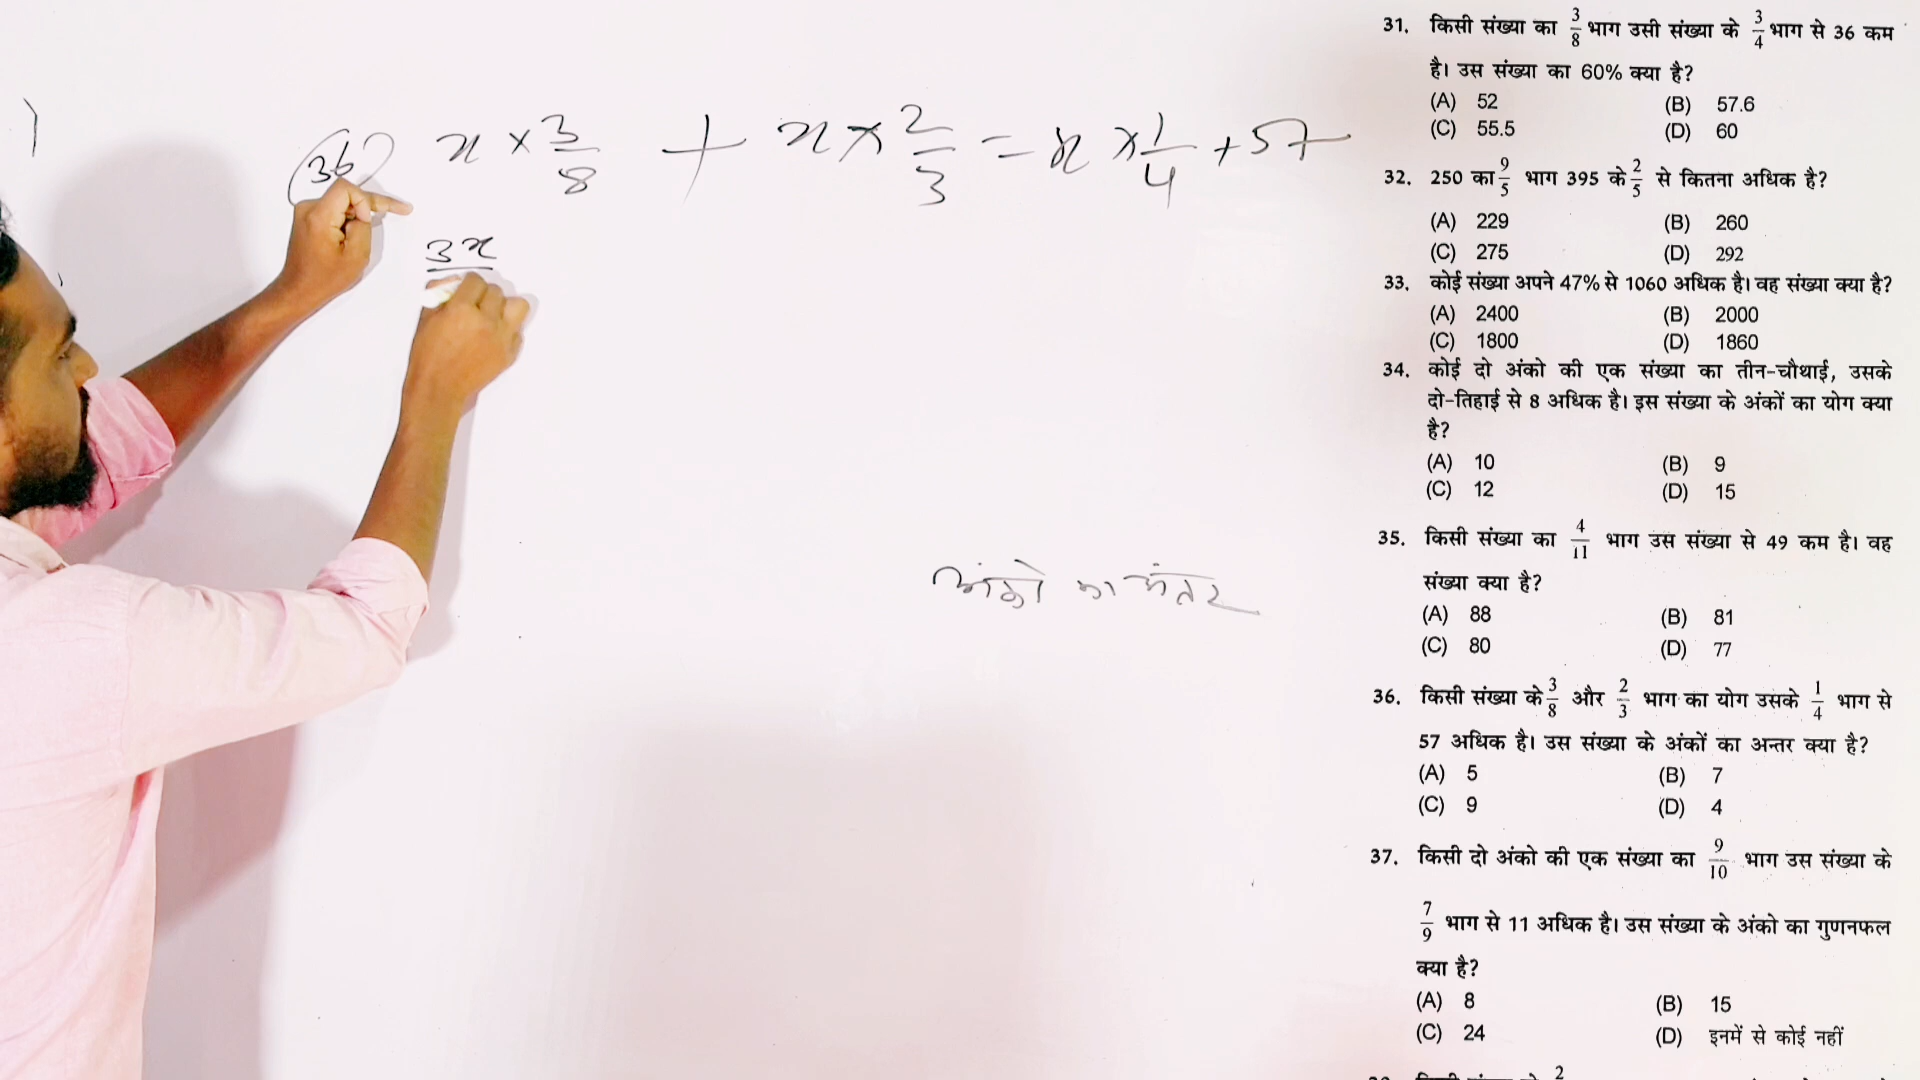 (36) x × 3/8 + x × 2/3 = x × 1/4 + 57
3x
अंको का अंतर
31. किसी संख्या का 3/8 भाग उसी संख्या के 3/4 भाग से 36 कम
है। उस संख्या का 60% क्या है?
(A) 52 (B) 57.6
(C) 55.5 (D) 60
32. 250 का 9/5 भाग 395 के 2/5 से कितना अधिक है?
(A) 229 (B) 260
(C) 275 (D) 292
33. कोई संख्या अपने 47% से 1060 अधिक है। वह संख्या क्या है?
(A) 2400 (B) 2000
(C) 1800 (D) 1860
34. कोई दो अंको की एक संख्या का तीन-चौथाई, उसके
दो-तिहाई से 8 अधिक है। इस संख्या के अंकों का योग क्या
है?
(A) 10 (B) 9
(C) 12 (D) 15
35. किसी संख्या का 4/11 भाग उस संख्या से 49 कम है। वह
संख्या क्या है?
(A) 88 (B) 81
(C) 80 (D) 77
36. किसी संख्या के 3/8 और 2/3 भाग का योग उसके 1/4 भाग से
57 अधिक है। उस संख्या के अंकों का अन्तर क्या है?
(A) 5 (B) 7
(C) 9 (D) 4
37. किसी दो अंको की एक संख्या का 9/10 भाग उस संख्या के
7/9 भाग से 11 अधिक है। उस संख्या के अंको का गुणनफल
क्या है?
(A) 8 (B) 15
(C) 24 (D) इनमें से कोई नहीं